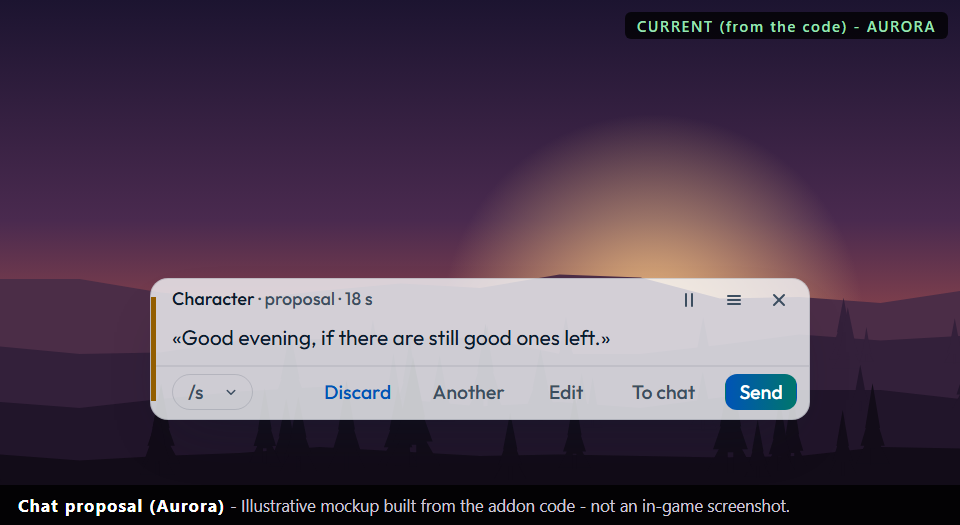 CURRENT (from the code) - AURORA
Character · proposal · 18 s
«Good evening, if there are still good ones left.»
/s Discard Another Edit To chat Send
Chat proposal (Aurora) - Illustrative mockup built from the addon code - not an in-game screenshot.